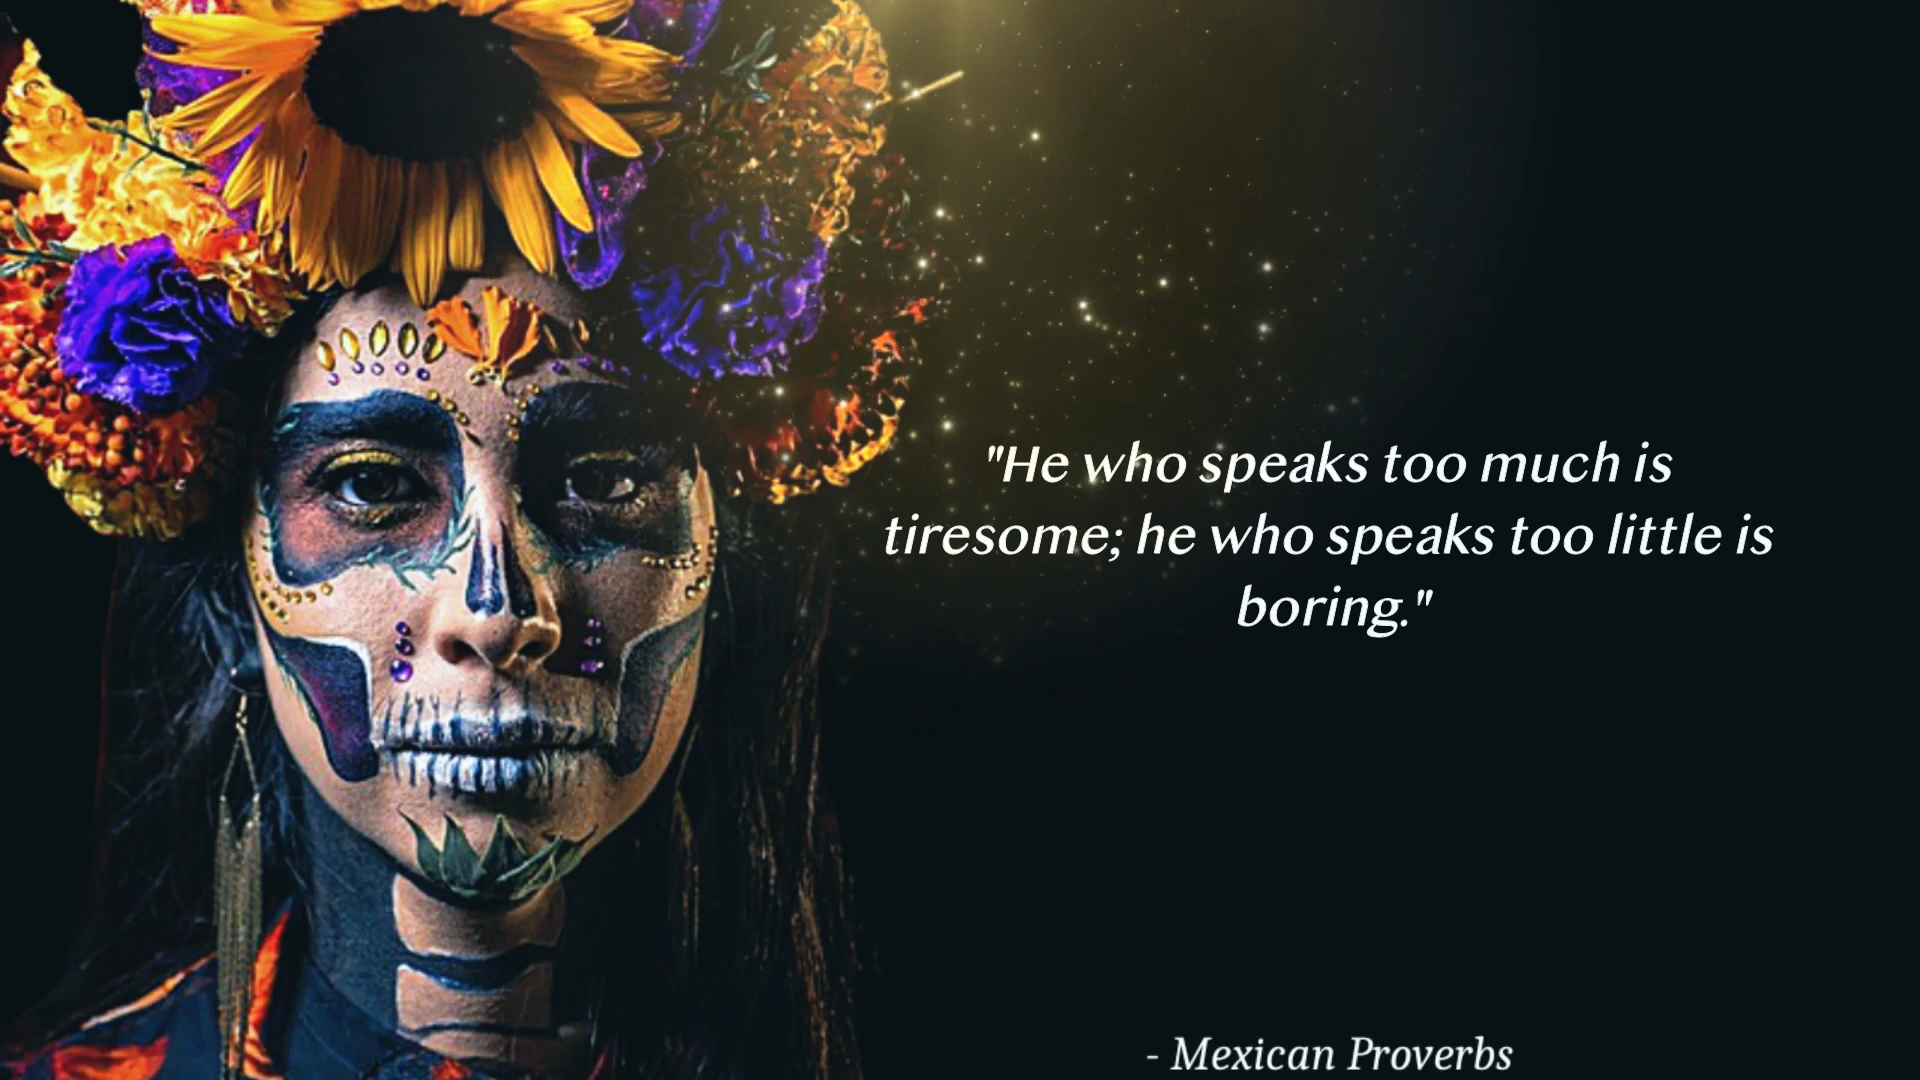 "He who speaks too much is
tiresome; he who speaks too little is
boring."
- Mexican Proverbs